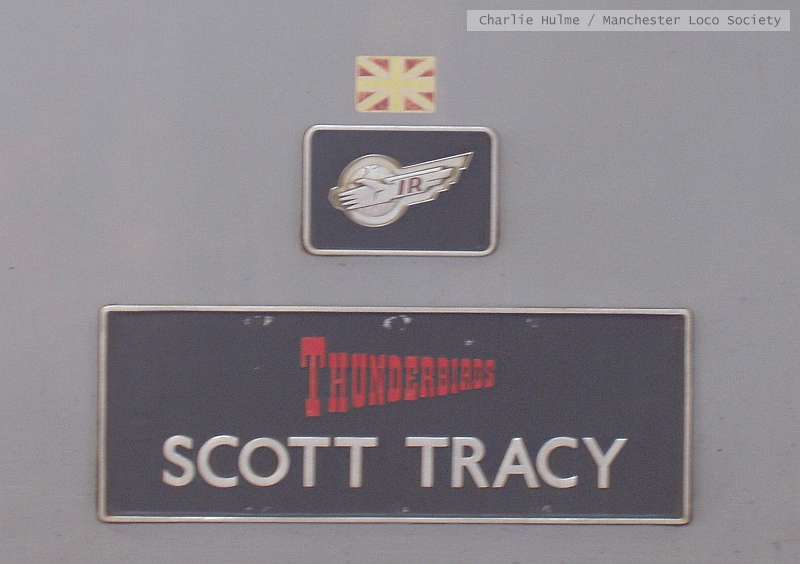 Charlie Hulme / Manchester Loco Society
IR
THUNDERBIRDS
SCOTT TRACY